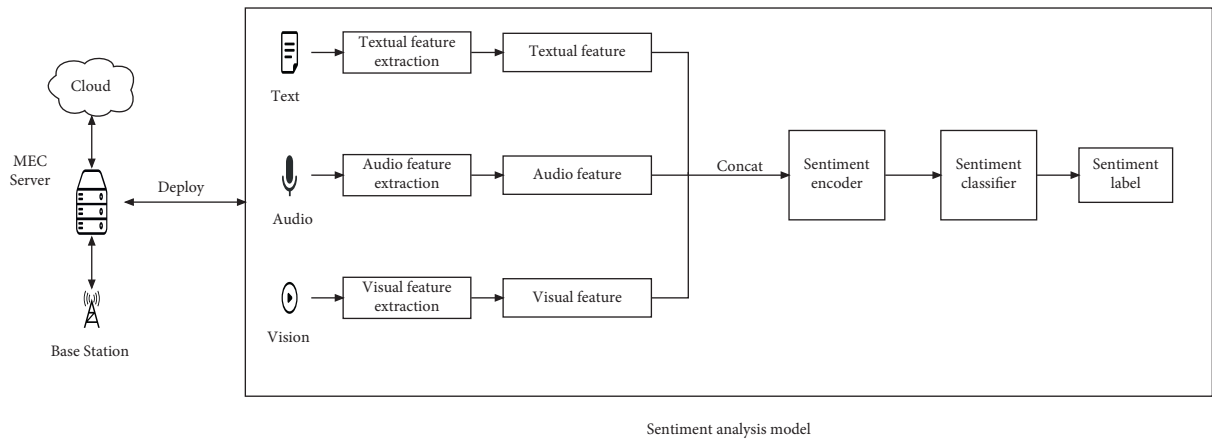 Cloud
MEC
Server
Base Station
Deploy
Text
Textual feature
extraction
Textual feature
Audio
Audio feature
extraction
Audio feature
Vision
Visual feature
extraction
Visual feature
Concat
Sentiment
encoder
Sentiment
classifier
Sentiment
label
Sentiment analysis model